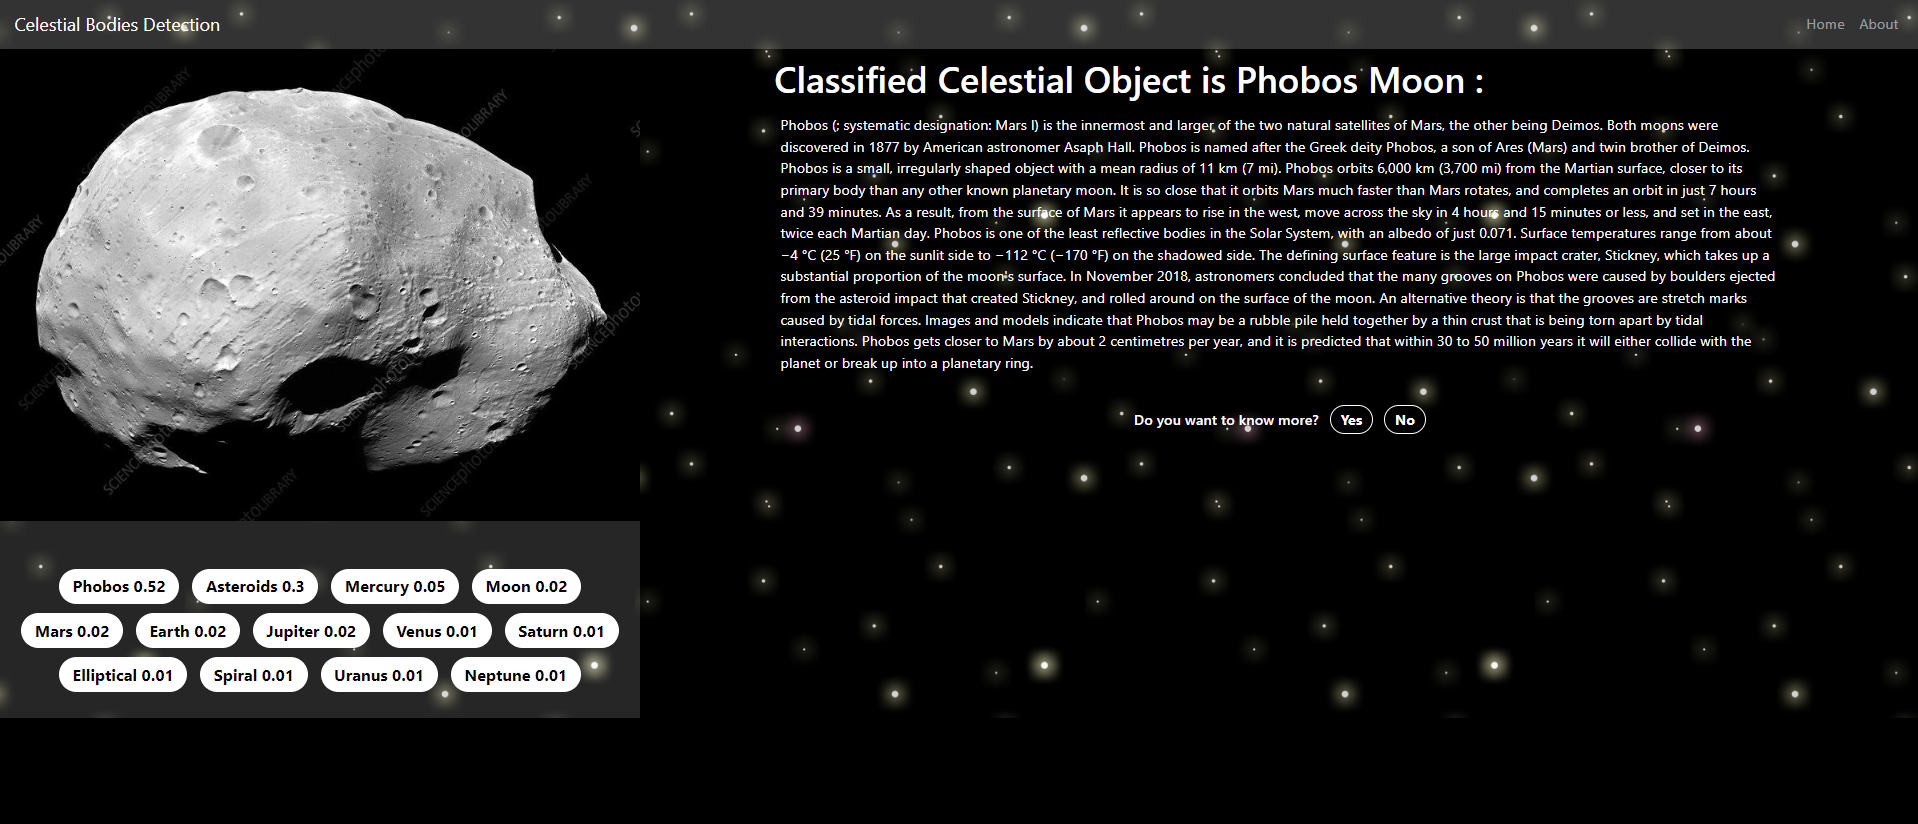 Celestial Bodies Detection
Home About
SCIENCEphotoLIBRARY
Classified Celestial Object is Phobos Moon :
Phobos (; systematic designation: Mars I) is the innermost and larger of the two natural satellites of Mars, the other being Deimos. Both moons were
discovered in 1877 by American astronomer Asaph Hall. Phobos is named after the Greek deity Phobos, a son of Ares (Mars) and twin brother of Deimos.
Phobos is a small, irregularly shaped object with a mean radius of 11 km (7 mi). Phobos orbits 6,000 km (3,700 mi) from the Martian surface, closer to its
primary body than any other known planetary moon. It is so close that it orbits Mars much faster than Mars rotates, and completes an orbit in just 7 hours
and 39 minutes. As a result, from the surface of Mars it appears to rise in the west, move across the sky in 4 hours and 15 minutes or less, and set in the east,
twice each Martian day. Phobos is one of the least reflective bodies in the Solar System, with an albedo of just 0.071. Surface temperatures range from about
−4 °C (25 °F) on the sunlit side to −112 °C (−170 °F) on the shadowed side. The defining surface feature is the large impact crater, Stickney, which takes up a
substantial proportion of the moon's surface. In November 2018, astronomers concluded that the many grooves on Phobos were caused by boulders ejected
from the asteroid impact that created Stickney, and rolled around on the surface of the moon. An alternative theory is that the grooves are stretch marks
caused by tidal forces. Images and models indicate that Phobos may be a rubble pile held together by a thin crust that is being torn apart by tidal
interactions. Phobos gets closer to Mars by about 2 centimetres per year, and it is predicted that within 30 to 50 million years it will either collide with the
planet or break up into a planetary ring.
Do you want to know more? Yes No
Phobos 0.52 Asteroids 0.3 Mercury 0.05 Moon 0.02
Mars 0.02 Earth 0.02 Jupiter 0.02 Venus 0.01 Saturn 0.01
Elliptical 0.01 Spiral 0.01 Uranus 0.01 Neptune 0.01